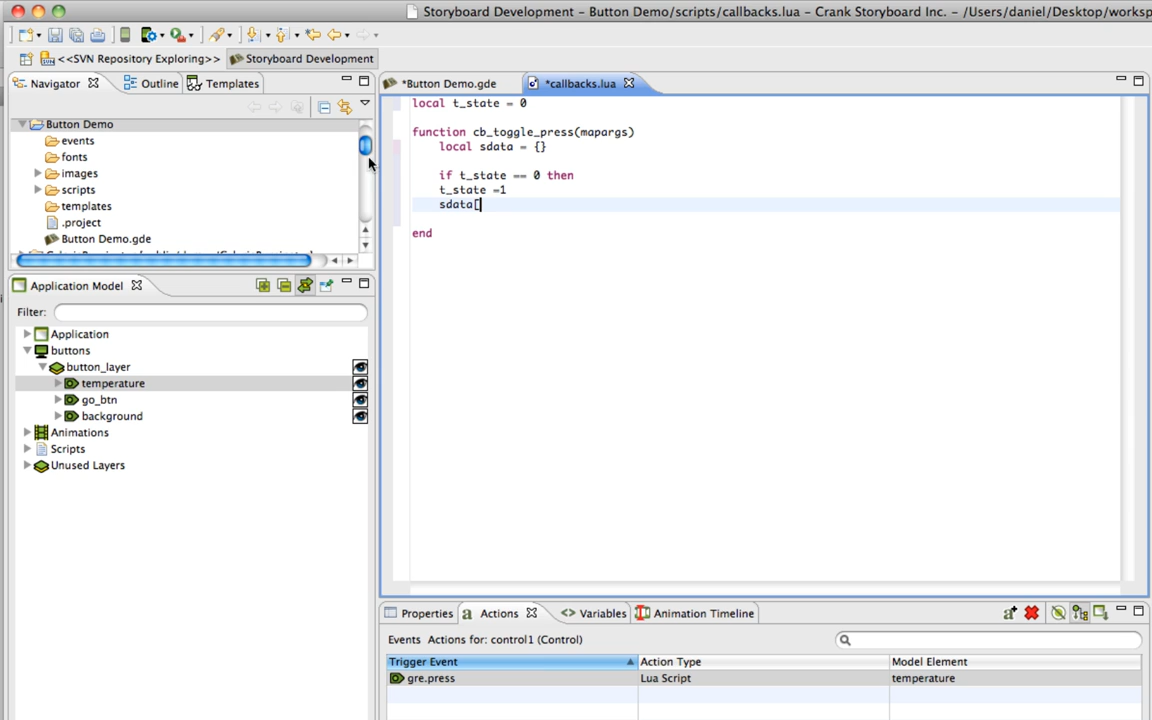 Storyboard Development - Button Demo/scripts/callbacks.lua - Crank Storyboard Inc. - /Users/daniel/Desktop/worksp
<<SVN Repository Exploring>> Storyboard Development
Navigator Outline Templates
*Button Demo.gde *callbacks.lua
Button Demo
events
fonts
images
scripts
templates
.project
Button Demo.gde
local t_state = 0
function cb_toggle_press(mapargs)
local sdata = {}
if t_state == 0 then
t_state =1
sdata[
end
Application Model
Filter:
Application
buttons
button_layer
temperature
go_btn
background
Animations
Scripts
Unused Layers
Properties a Actions <> Variables Animation Timeline
Events Actions for: control1 (Control)
Trigger Event Action Type Model Element
gre.press Lua Script temperature